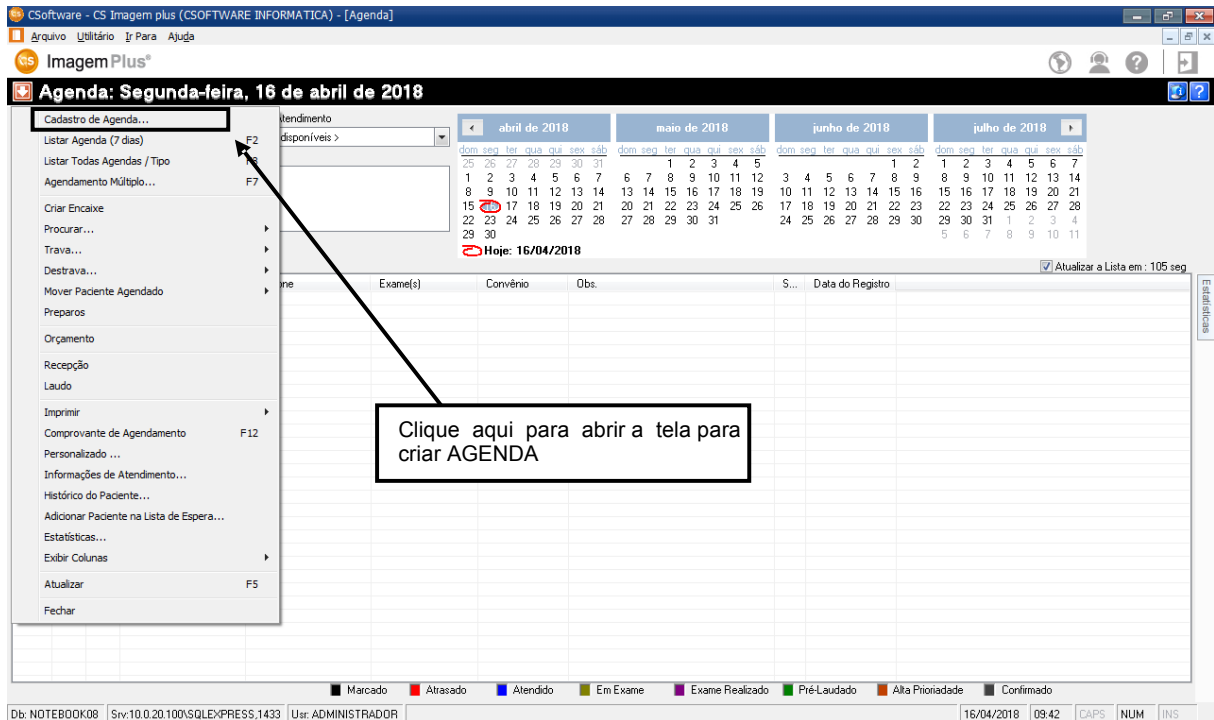 CSoftware - CS Imagem plus (CSOFTWARE INFORMATICA) - [Agenda]
Arquivo Utilitário Ir Para Ajuda
CS ImagemPlus®
Agenda: Segunda-feira, 16 de abril de 2018
Cadastro de Agenda...
Listar Agenda (7 dias) F2
Listar Todas Agendas / Tipo
Agendamento Múltiplo... F7
Criar Encaixe
Procurar...
Trava...
Destrava...
Mover Paciente Agendado
Preparos
Orçamento
Recepção
Laudo
Imprimir
Comprovante de Agendamento F12
Personalizado ...
Informações de Atendimento...
Histórico do Paciente...
Adicionar Paciente na Lista de Espera...
Estatísticas...
Exibir Colunas
Atualizar F5
Fechar
tendimento
disponíveis >
abril de 2018
dom seg ter qua qui sex sáb
25 26 27 28 29 30 31
1 2 3 4 5 6 7
8 9 10 11 12 13 14
15 17 18 19 20 21
22 23 24 25 26 27 28
29 30
Hoje: 16/04/2018
maio de 2018
dom seg ter qua qui sex sáb
1 2 3 4 5
6 7 8 9 10 11 12
13 14 15 16 17 18 19
20 21 22 23 24 25 26
27 28 29 30 31
junho de 2018
dom seg ter qua qui sex sáb
1 2
3 4 5 6 7 8 9
10 11 12 13 14 15 16
17 18 19 20 21 22 23
24 25 26 27 28 29 30
julho de 2018
dom seg ter qua qui sex sáb
1 2 3 4 5 6 7
8 9 10 11 12 13 14
15 16 17 18 19 20 21
22 23 24 25 26 27 28
29 30 31 1 2 3 4
5 6 7 8 9 10 11
Atualizar a Lista em : 105 seg
one Exame(s) Convênio Obs. S... Data do Registro
Estatísticas
Clique aqui para abrir a tela para
criar AGENDA
Marcado Atrasado Atendido Em Exame Exame Realizado Pré-Laudado Alta Prioriadade Confirmado
Db: NOTEBOOK08 Srv:10.0.20.100\SQLEXPRESS,1433 Usr: ADMINISTRADOR 16/04/2018 09:42 CAPS NUM INS